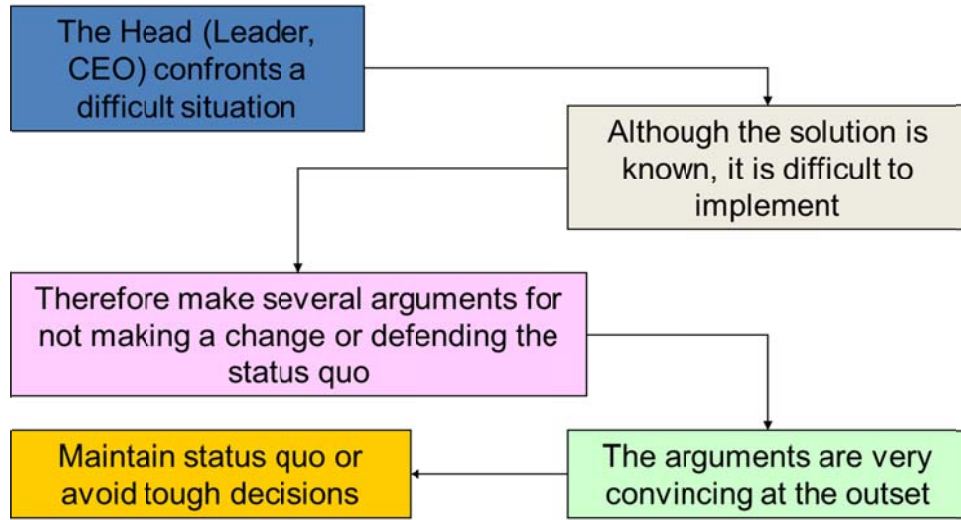 The Head (Leader,
CEO) confronts a
difficult situation
Although the solution is
known, it is difficult to
implement
Therefore make several arguments for
not making a change or defending the
status quo
The arguments are very
convincing at the outset
Maintain status quo or
avoid tough decisions